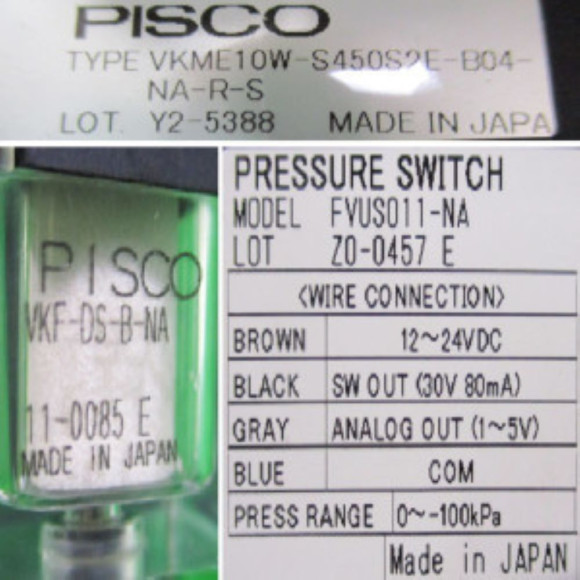 PISCO
TYPE VKME10W-S450S2E-B04-
NA-R-S
LOT. Y2-5388 MADE IN JAPA
PISCO
VKF-DS-B-NA
11-0085 E
MADE IN JAPAN
PRESSURE SWITCH
MODEL FVUS011-NA
LOT Z0-0457 E
<WIRE CONNECTION>
BROWN 12~24VDC
BLACK SW OUT (30V 80mA)
GRAY ANALOG OUT (1~5V)
BLUE COM
PRESS RANGE 0~-100kPa
Made in JAPAN